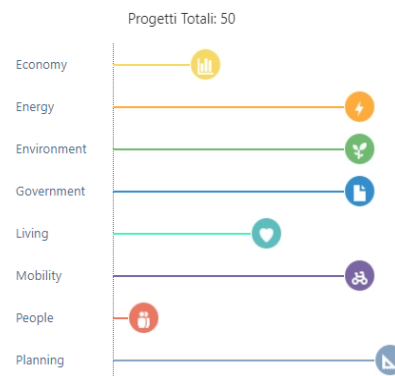 Progetti Totali: 50
Economy
Energy
Environment
Government
Living
Mobility
People
Planning